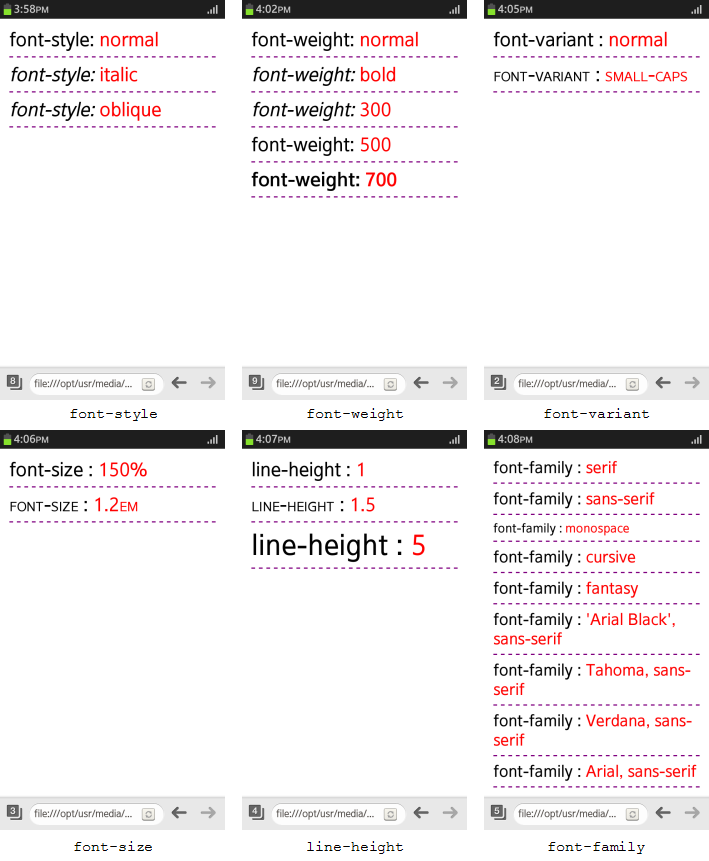 3:58PM
font-style: normal
font-style: italic
font-style: oblique
8
file:///opt/usr/media/...
font-style
4:02PM
font-weight: normal
font-weight: bold
font-weight: 300
font-weight: 500
font-weight: 700
9
file:///opt/usr/media/...
font-weight
4:05PM
font-variant : normal
FONT-VARIANT : SMALL-CAPS
2
file:///opt/usr/media/...
font-variant
4:06PM
font-size : 150%
FONT-SIZE : 1.2EM
3
file:///opt/usr/media/...
font-size
4:07PM
line-height : 1
LINE-HEIGHT : 1.5
line-height : 5
4
file:///opt/usr/media/...
line-height
4:08PM
font-family : serif
font-family : sans-serif
font-family : monospace
font-family : cursive
font-family : fantasy
font-family : 'Arial Black',
sans-serif
font-family : Tahoma, sans-
serif
font-family : Verdana, sans-
serif
font-family : Arial, sans-serif
5
file:///opt/usr/media/...
font-family